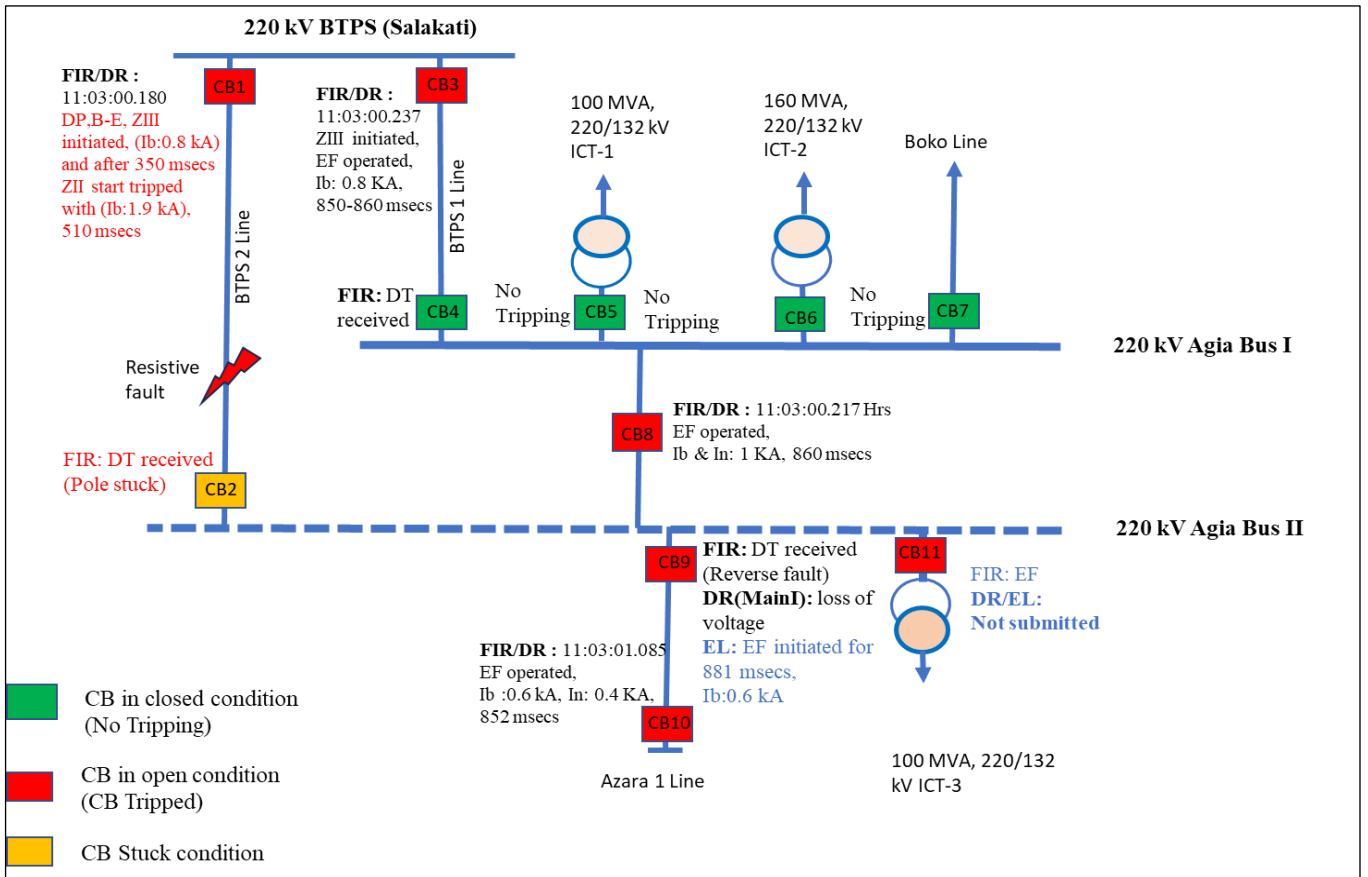 220 kV BTPS (Salakati)
FIR/DR :
11:03:00.180
DP,B-E, ZIII
initiated, (Ib:0.8 kA)
and after 350 msecs
ZII start tripped
with (Ib:1.9 kA),
510 msecs
CB1
BTPS 2 Line
FIR/DR :
11:03:00.237
ZIII initiated,
EF operated,
Ib: 0.8 KA,
850-860 msecs
CB3
BTPS 1 Line
100 MVA,
220/132 kV
ICT-1
160 MVA,
220/132 kV
ICT-2
Boko Line
FIR: DT
received
CB4
No
Tripping
CB5
No
Tripping
CB6
No
Tripping
CB7
220 kV Agia Bus I
Resistive
fault
FIR: DT received
(Pole stuck)
CB2
CB8
FIR/DR : 11:03:00.217 Hrs
EF operated,
Ib & In: 1 KA, 860 msecs
220 kV Agia Bus II
CB9
FIR: DT received
(Reverse fault)
DR(MainI): loss of
voltage
EL: EF initiated for
881 msecs,
Ib:0.6 kA
CB11
FIR: EF
DR/EL:
Not submitted
FIR/DR : 11:03:01.085
EF operated,
Ib :0.6 kA, In: 0.4 KA,
852 msecs
CB10
Azara 1 Line
100 MVA, 220/132
kV ICT-3
CB in closed condition
(No Tripping)
CB in open condition
(CB Tripped)
CB Stuck condition